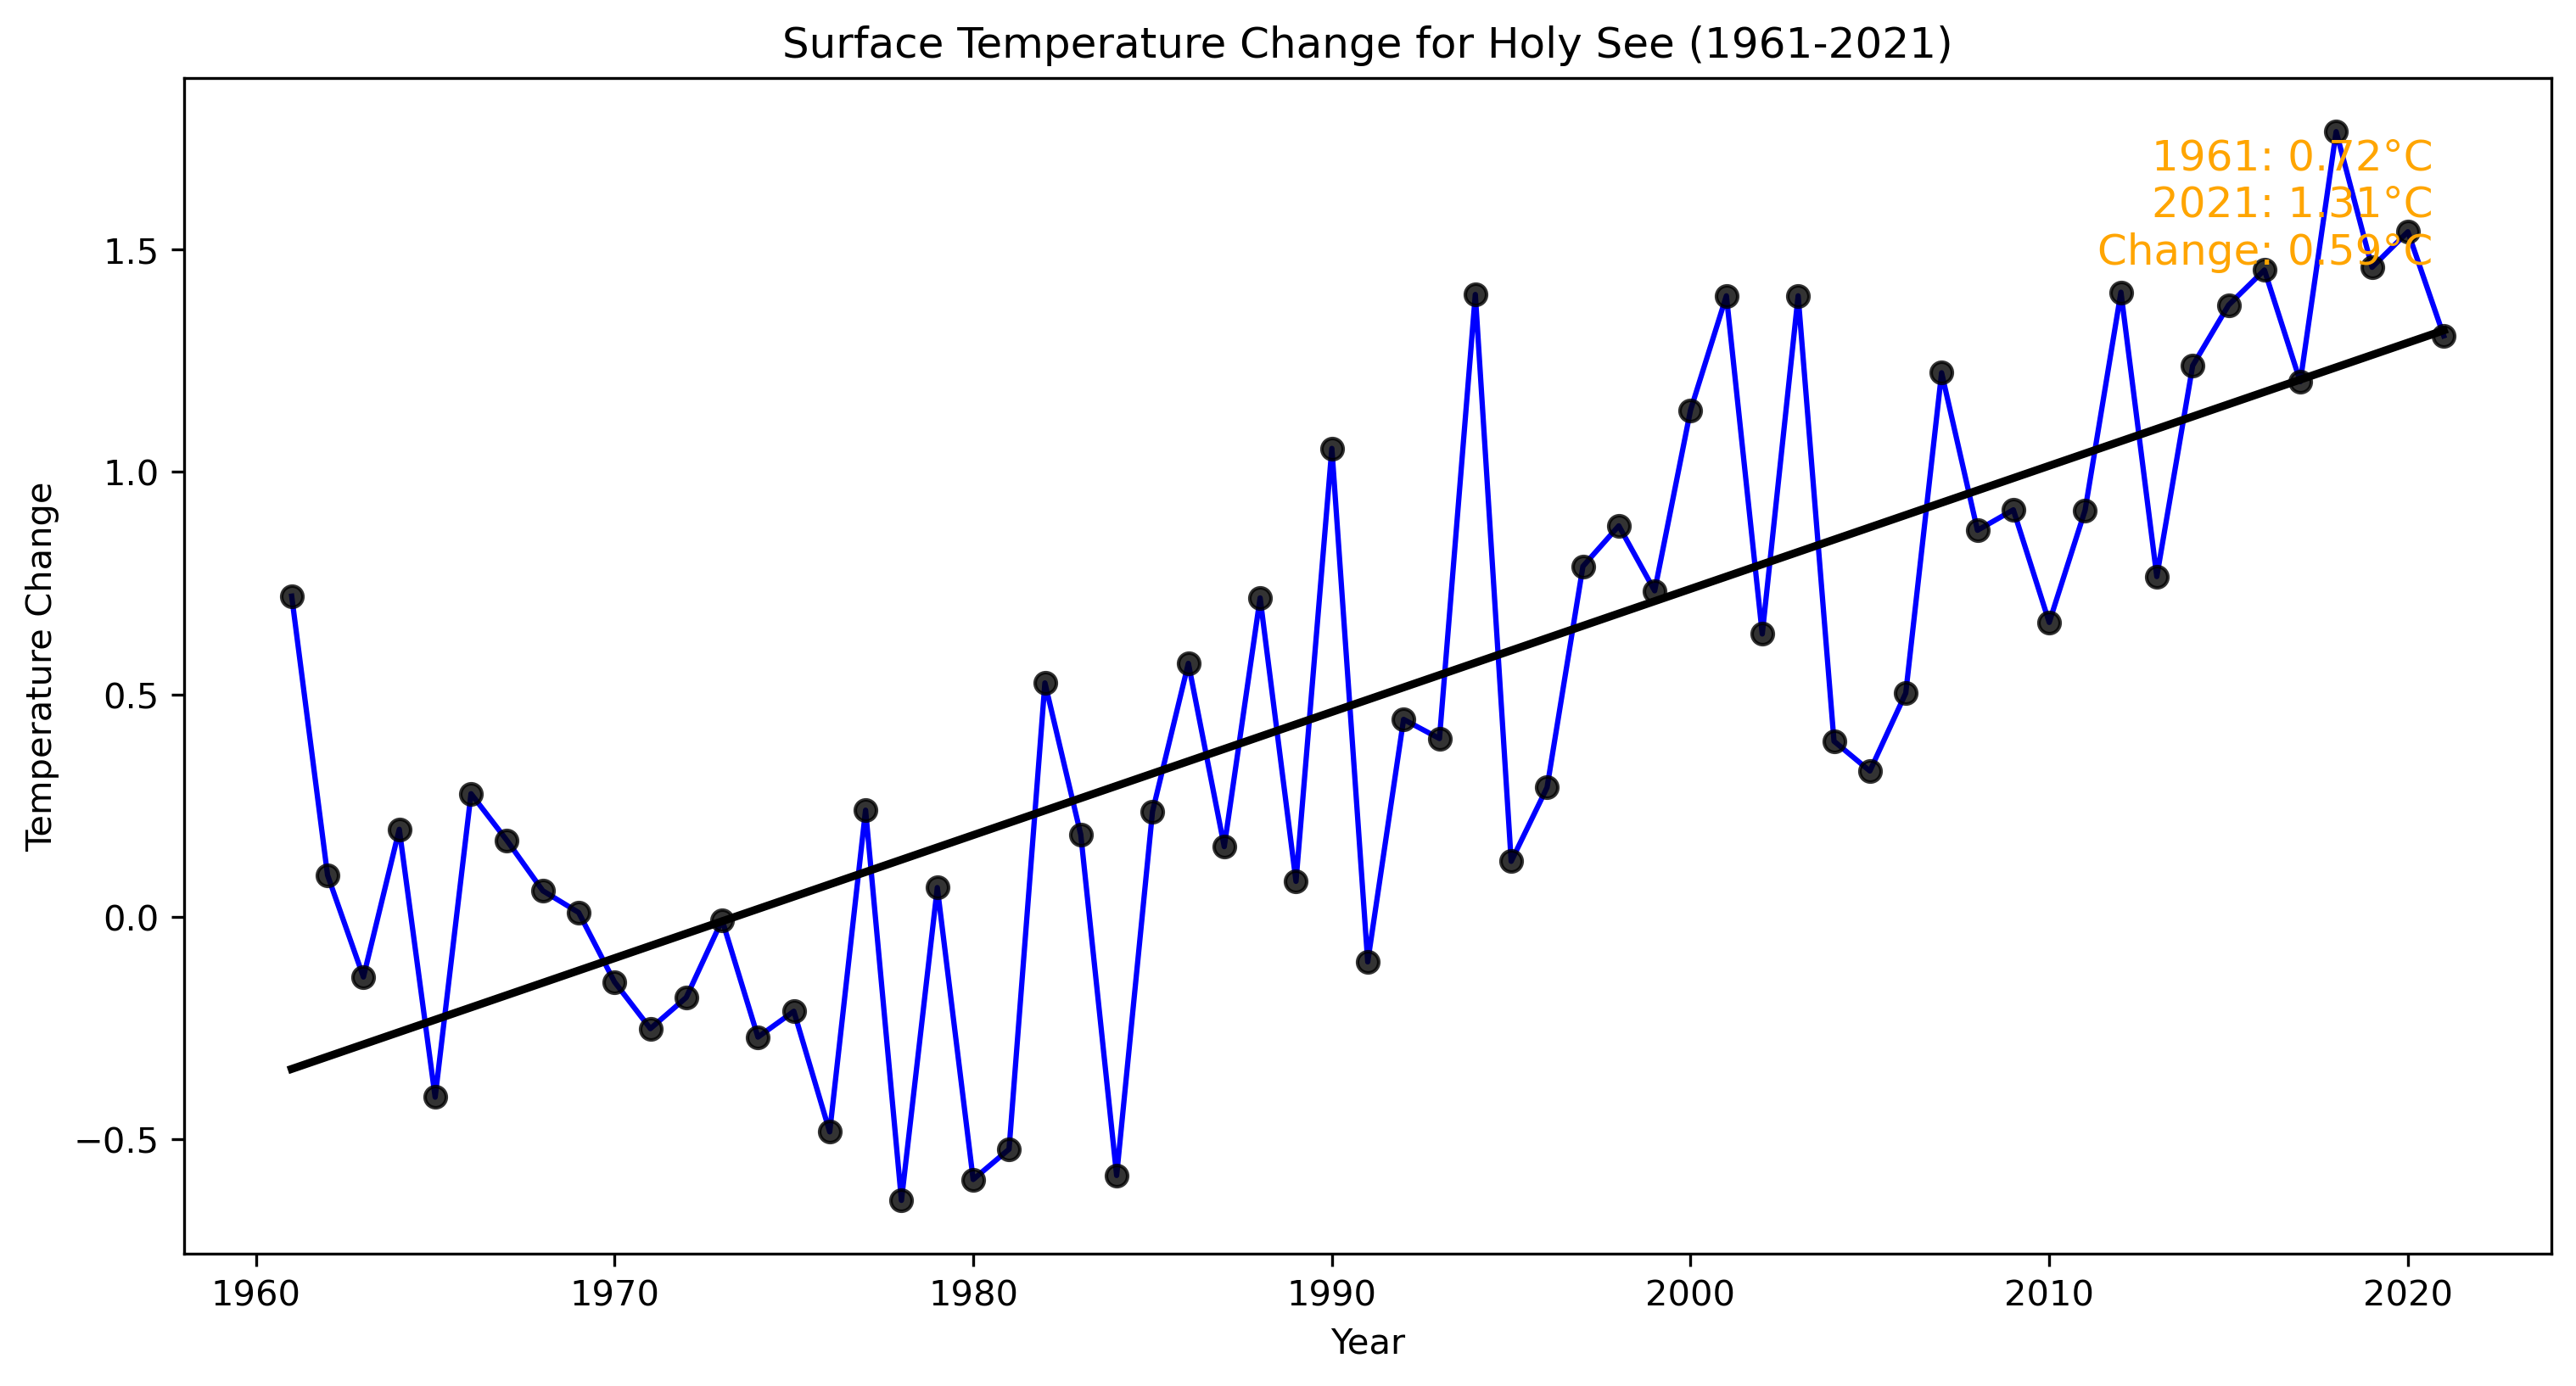 Surface Temperature Change for Holy See (1961-2021)
1961: 0.72°C
2021: 1.31°C
Change: 0.59°C
1.5
1.0
0.5
0.0
−0.5
Temperature Change
1960 1970 1980 1990 2000 2010 2020
Year